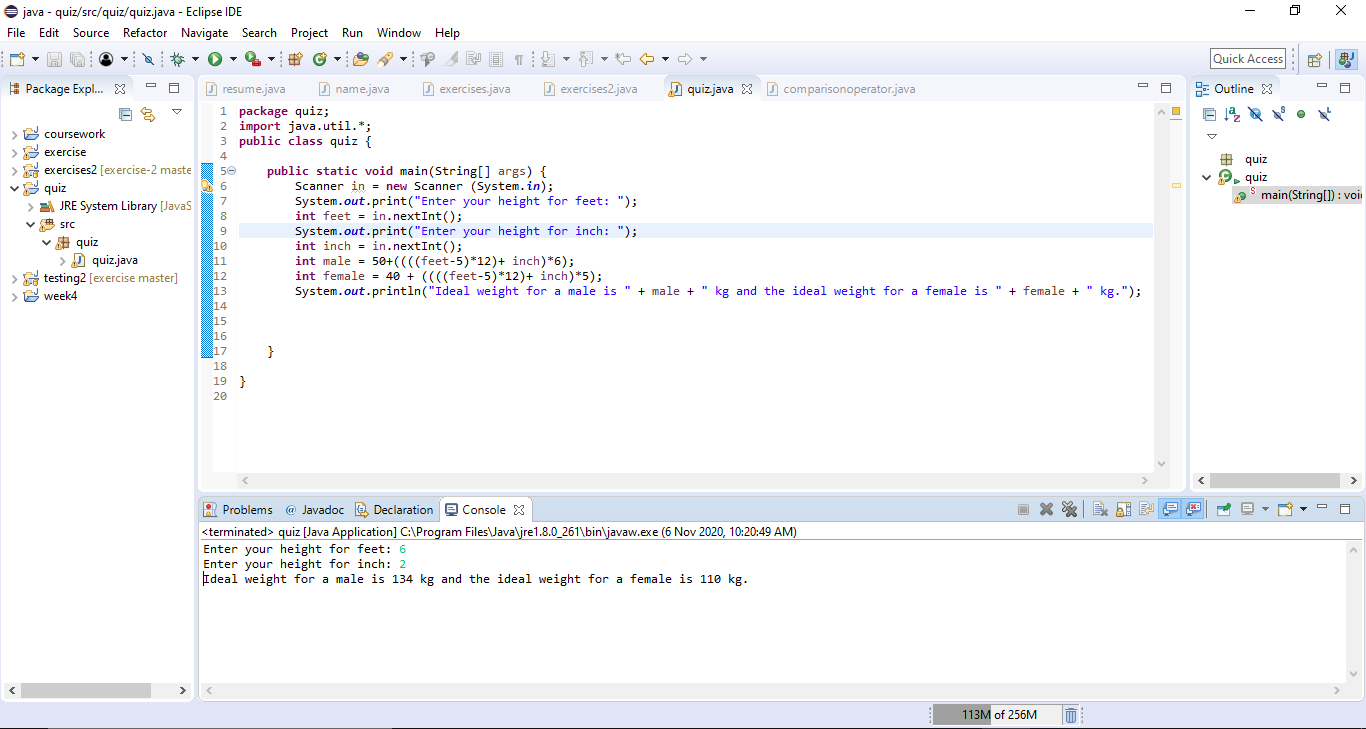 java - quiz/src/quiz/quiz.java - Eclipse IDE
File Edit Source Refactor Navigate Search Project Run Window Help
Quick Access
Package Expl...
resume.java name.java exercises.java exercises2.java quiz.java comparisonoperator.java
Outline
coursework
exercise
exercises2 [exercise-2 maste
quiz
JRE System Library [JavaS
src
quiz
quiz.java
testing2 [exercise master]
week4
1 package quiz;
2 import java.util.*;
3 public class quiz {
4
5 public static void main(String[] args) {
6 Scanner in = new Scanner (System.in);
7 System.out.print("Enter your height for feet: ");
8 int feet = in.nextInt();
9 System.out.print("Enter your height for inch: ");
10 int inch = in.nextInt();
11 int male = 50+((((feet-5)*12)+ inch)*6);
12 int female = 40 + ((((feet-5)*12)+ inch)*5);
13 System.out.println("Ideal weight for a male is " + male + " kg and the ideal weight for a female is " + female + " kg.");
14
15
16
17 }
18
19 }
20
quiz
quiz
main(String[]) : voi
Problems @ Javadoc Declaration Console
<terminated> quiz [Java Application] C:\Program Files\Java\jre1.8.0_261\bin\javaw.exe (6 Nov 2020, 10:20:49 AM)
Enter your height for feet: 6
Enter your height for inch: 2
Ideal weight for a male is 134 kg and the ideal weight for a female is 110 kg.
113M of 256M